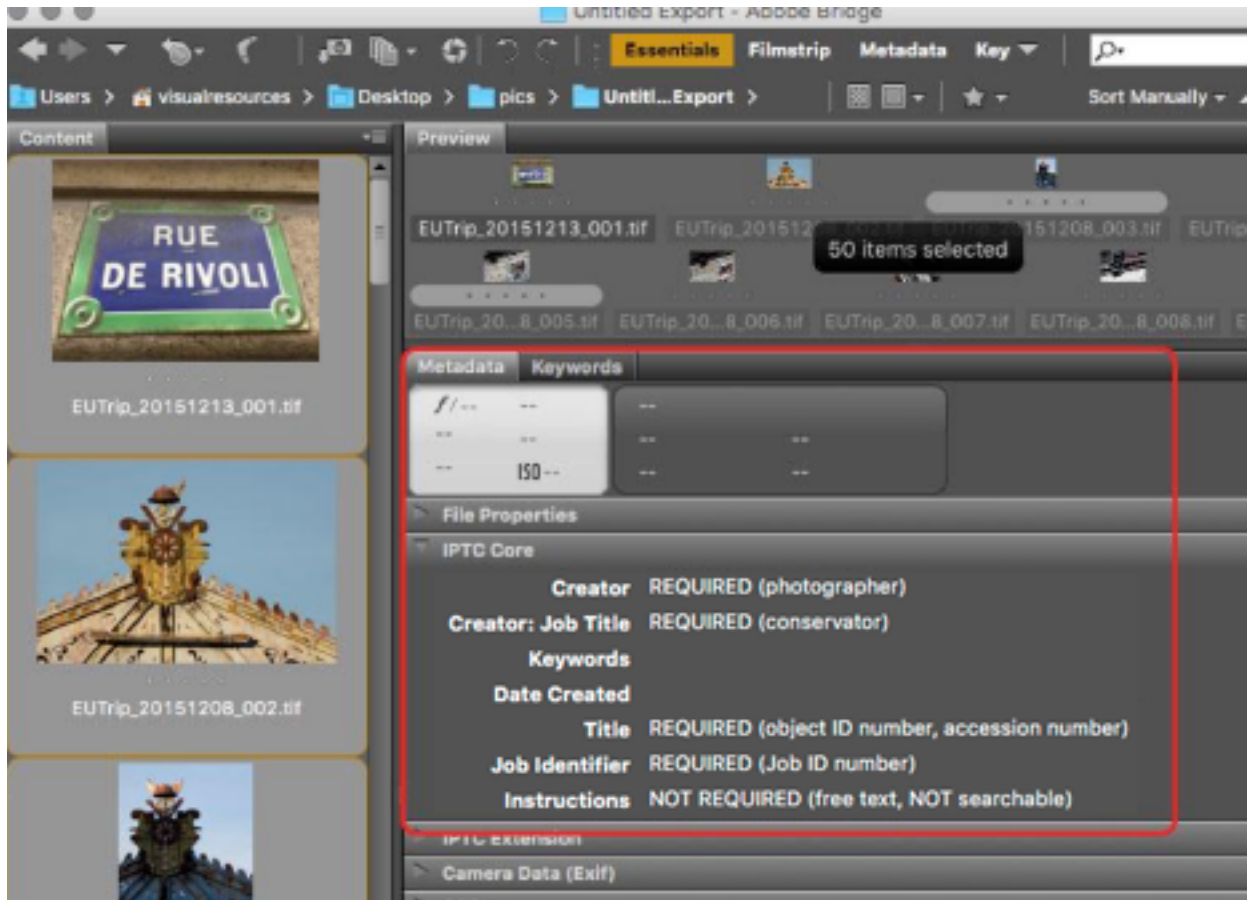 Untitled Export - Adobe Bridge
Essentials Filmstrip Metadata Key
Users > visualresources > Desktop > pics > Untitl...Export > Sort Manually
Content
RUE
DE RIVOLI
EUTrip_20151213_001.tif
EUTrip_20151208_002.tif
Preview
EUTrip_20151213_001.tif EUTrip_201512 151208_003.tif EUTrip
50 items selected
EUTrip_20...8_005.tif EUTrip_20...8_006.tif EUTrip_20...8_007.tif EUTrip_20...8_008.tif E
Metadata Keywords
f/-- -- --
-- -- -- --
-- ISO -- -- --
File Properties
IPTC Core
Creator REQUIRED (photographer)
Creator: Job Title REQUIRED (conservator)
Keywords
Date Created
Title REQUIRED (object ID number, accession number)
Job Identifier REQUIRED (Job ID number)
Instructions NOT REQUIRED (free text, NOT searchable)
IPTC Extension
Camera Data (Exif)